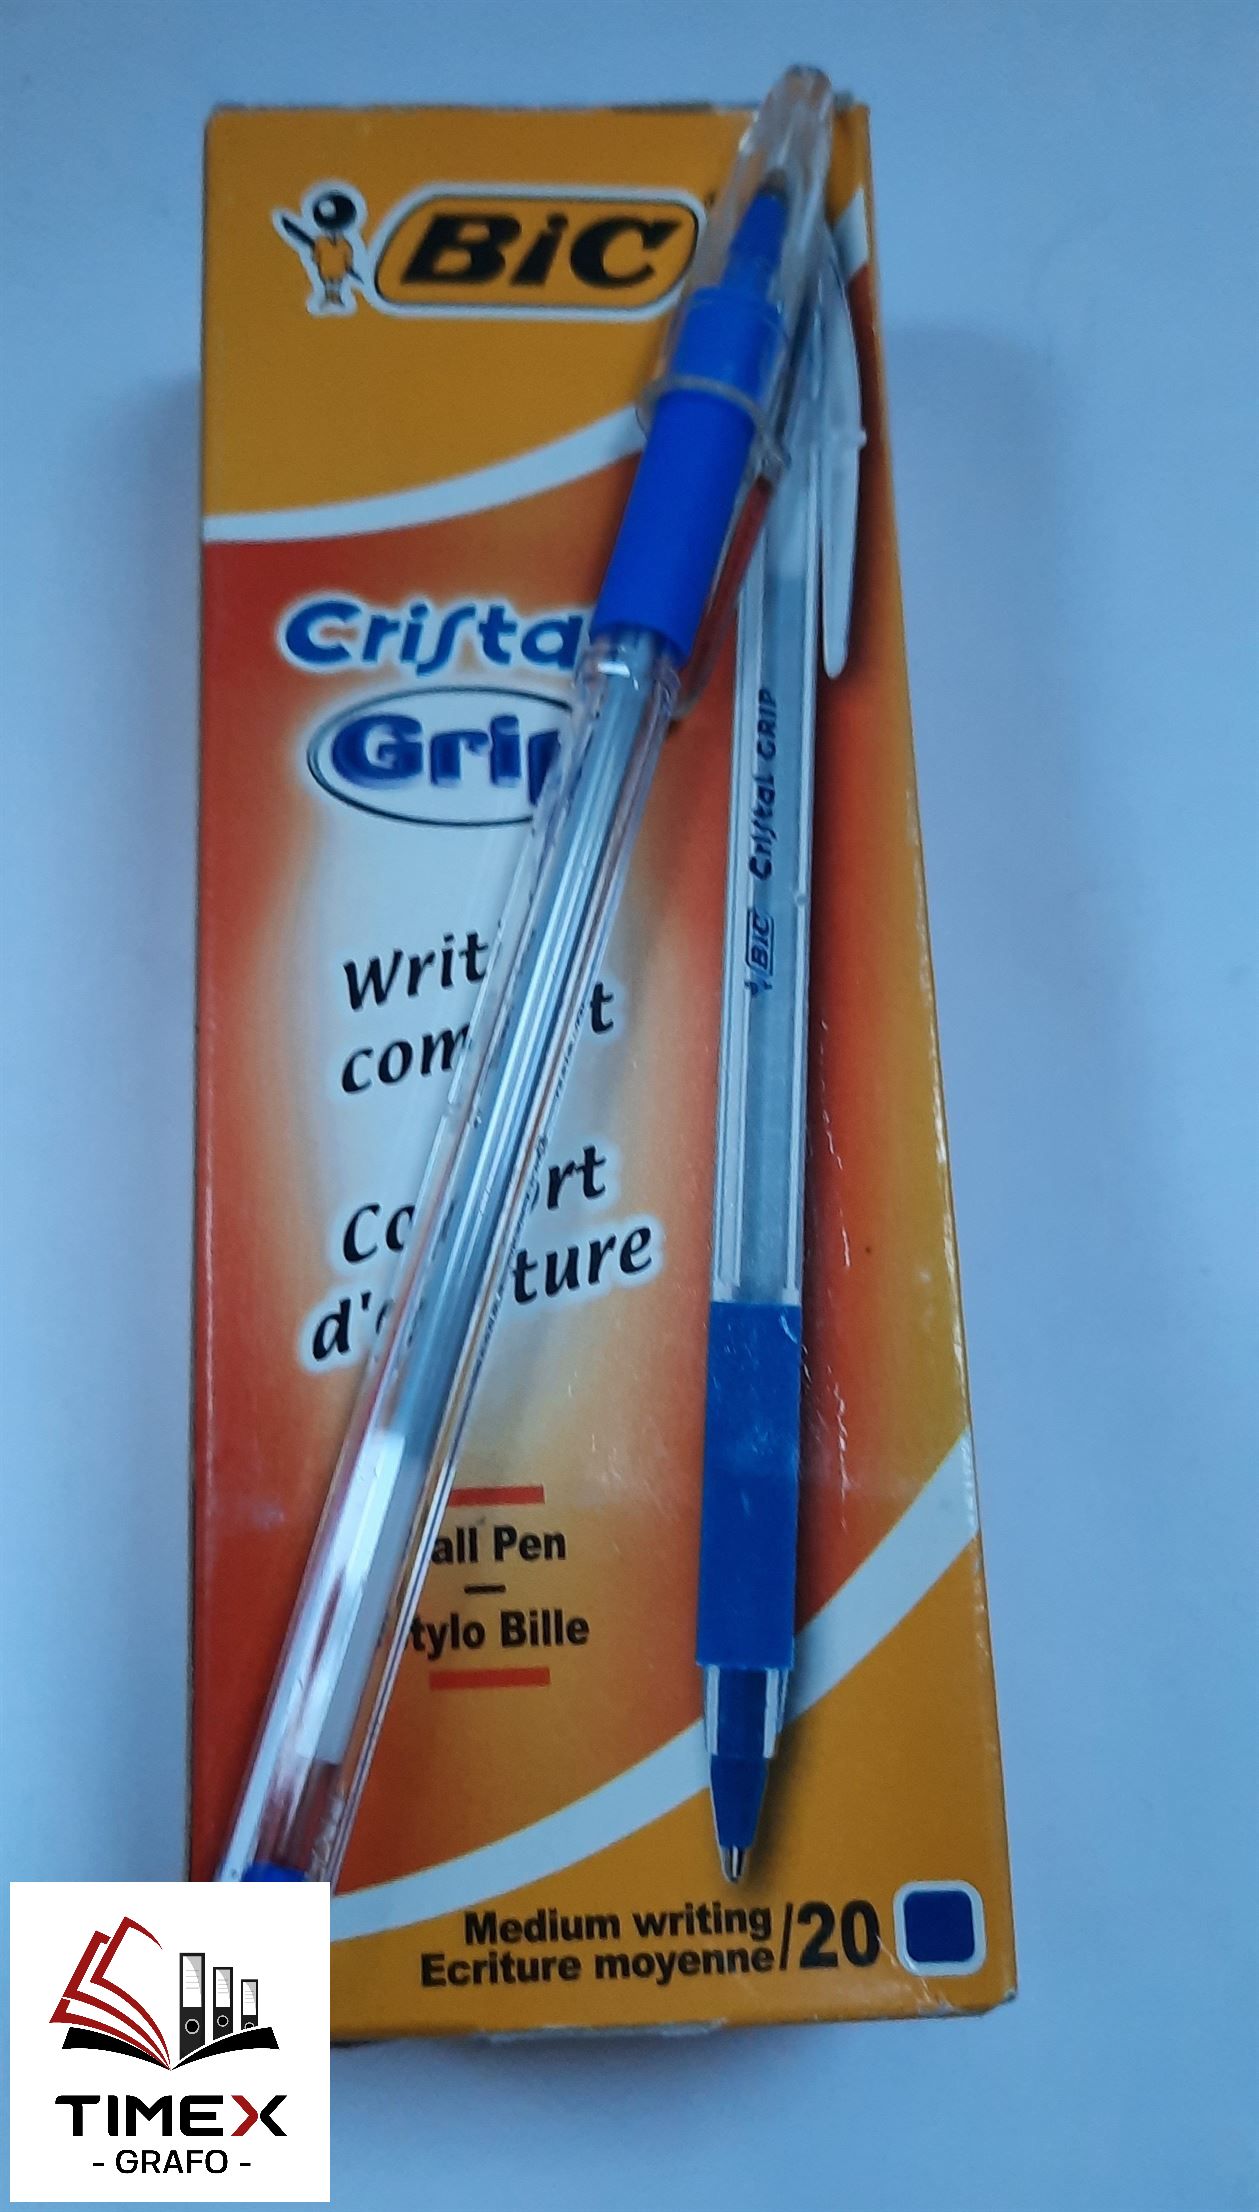 BiC
Cristal
Grip
BIC Cristal GRIP
Writ
com t
Co rt
d' ture
all Pen
tylo Bille
Medium writing
Ecriture moyenne
/20
TIMEX
- GRAFO -